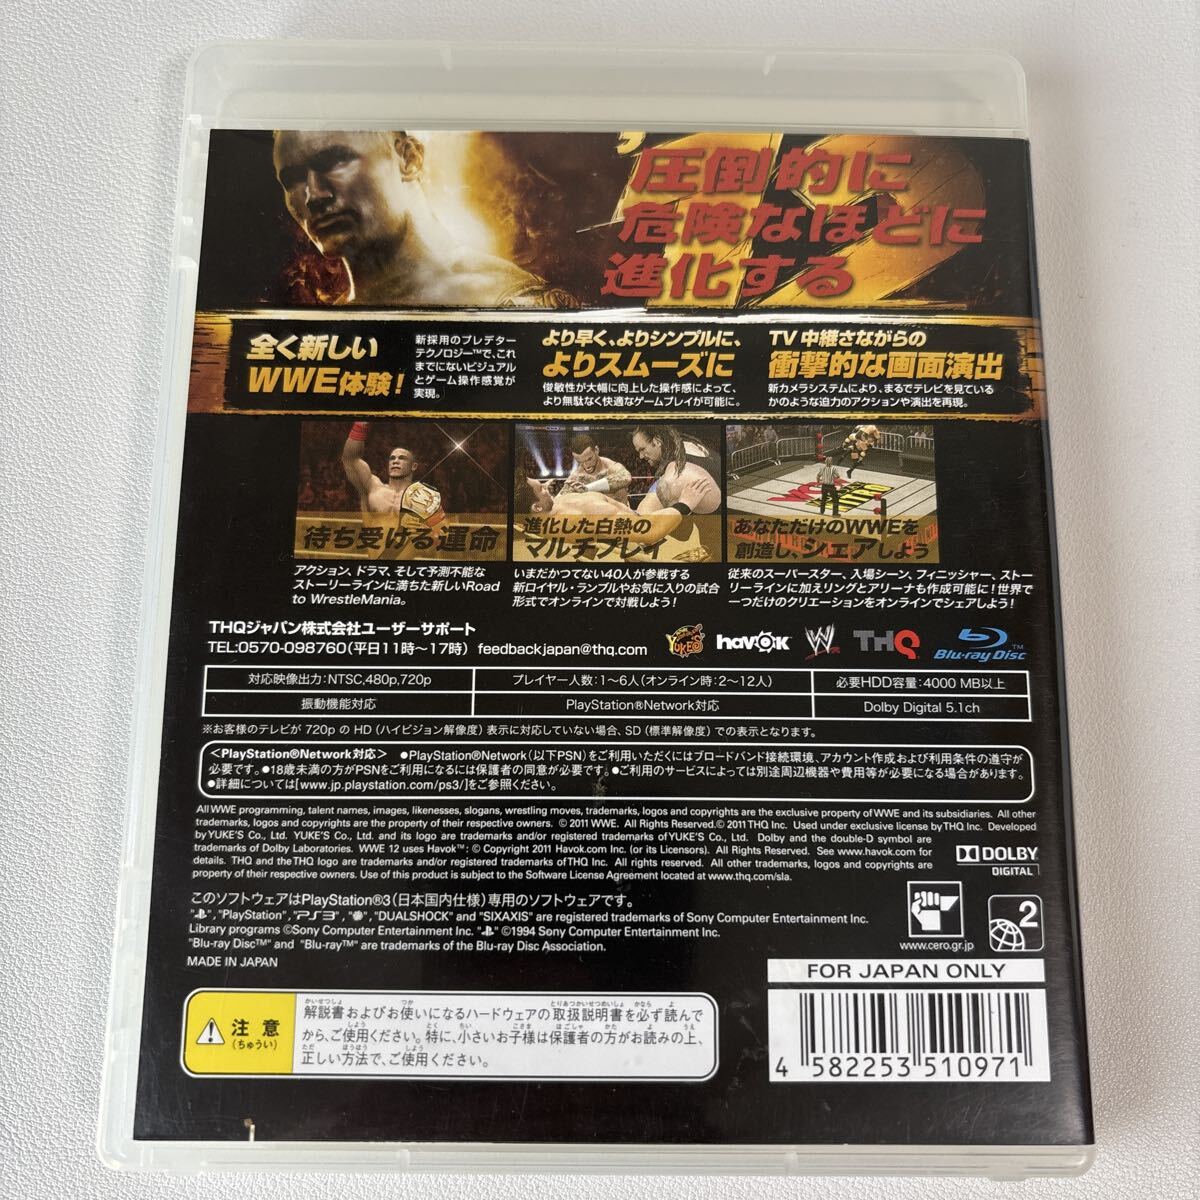 '12
圧倒的に
危険なほどに
進化する
全く新しい
WWE体験！
新採用のプレデター
テクノロジー™で、これ
までにないビジュアル
とゲーム操作感覚が
実現。
より早く、よりシンプルに、
よりスムーズに
俊敏性が大幅に向上した操作感によって、
より無駄なく快適なゲームプレイが可能に。
TV 中継さながらの
衝撃的な画面演出
新カメラシステムにより、まるでテレビを見ている
かのような迫力のアクションや演出を再現。
待ち受ける運命
アクション、ドラマ、そして予測不能な
ストーリーラインに満ちた新しいRoad
to WrestleMania。
進化した白熱の
マルチプレイ
いまだかつてない40人が参戦する
新ロイヤル・ランブルやお気に入りの試合
形式でオンラインで対戦しよう！
あなただけのWWEを
創造し、シェアしよう
従来のスーパースター、入場シーン、フィニッシャー、ストー
リーラインに加えリングとアリーナも作成可能に！世界で
一つだけのクリエーションをオンラインでシェアしよう！
THQジャパン株式会社ユーザーサポート
TEL:0570-098760(平日11時〜17時) feedbackjapan@thq.com
YUKE'S havok W THQ Blu-ray Disc™
対応映像出力：NTSC,480p,720p
プレイヤー人数：1〜6人（オンライン時：2〜12人）
必要HDD容量：4000 MB以上
振動機能対応
PlayStation®Network対応
Dolby Digital 5.1ch
※お客様のテレビが 720p の HD (ハイビジョン解像度) 表示に対応していない場合、SD (標準解像度) での表示となります。
＜PlayStation®Network対応＞ ●PlayStation®Network(以下PSN)をご利用いただくにはブロードバンド接続環境、アカウント作成および利用条件の遵守が
必要です。●18歳未満の方がPSNをご利用になるには保護者の同意が必要です。●ご利用のサービスによっては別途周辺機器や費用等が必要になる場合があります。
●詳細については[www.jp.playstation.com/ps3/]をご参照ください。
All WWE programming, talent names, images, likenesses, slogans, wrestling moves, trademarks, logos and copyrights are the exclusive property of WWE and its subsidiaries. All other
trademarks, logos and copyrights are the property of their respective owners. © 2011 WWE. All Rights Reserved.© 2011 THQ Inc. Used under exclusive license by THQ Inc. Developed
by YUKE'S Co., Ltd. YUKE'S Co., Ltd. and its logo are trademarks and/or registered trademarks of YUKE'S Co., Ltd. Dolby and the double-D symbol are
trademarks of Dolby Laboratories. WWE 12 uses Havok™: © Copyright 2011 Havok.com Inc. (or its Licensors). All Rights Reserved. See www.havok.com for
details. THQ and the THQ logo are trademarks and/or registered trademarks of THQ Inc. All rights reserved. All other trademarks, logos and copyrights are
property of their respective owners. Use of this product is subject to the Software License Agreement located at www.thq.com/sla.
DOLBY
DIGITAL
このソフトウェアはPlayStation®3(日本国内仕様)専用のソフトウェアです。
" ", "PlayStation", "PS3", " ", "DUALSHOCK" and "SIXAXIS" are registered trademarks of Sony Computer Entertainment Inc.
Library programs ©Sony Computer Entertainment Inc. " " ©1994 Sony Computer Entertainment Inc.
"Blu-ray Disc™" and "Blu-ray™" are trademarks of the Blu-ray Disc Association.
MADE IN JAPAN
www.cero.gr.jp
2
FOR JAPAN ONLY
注意
(ちゅうい)
解説書およびお使いになるハードウェアの取扱説明書を必ず読んで
から、ご使用ください。特に、小さいお子様は保護者の方がお読みの上、
正しい方法で、ご使用ください。
4 582253 510971